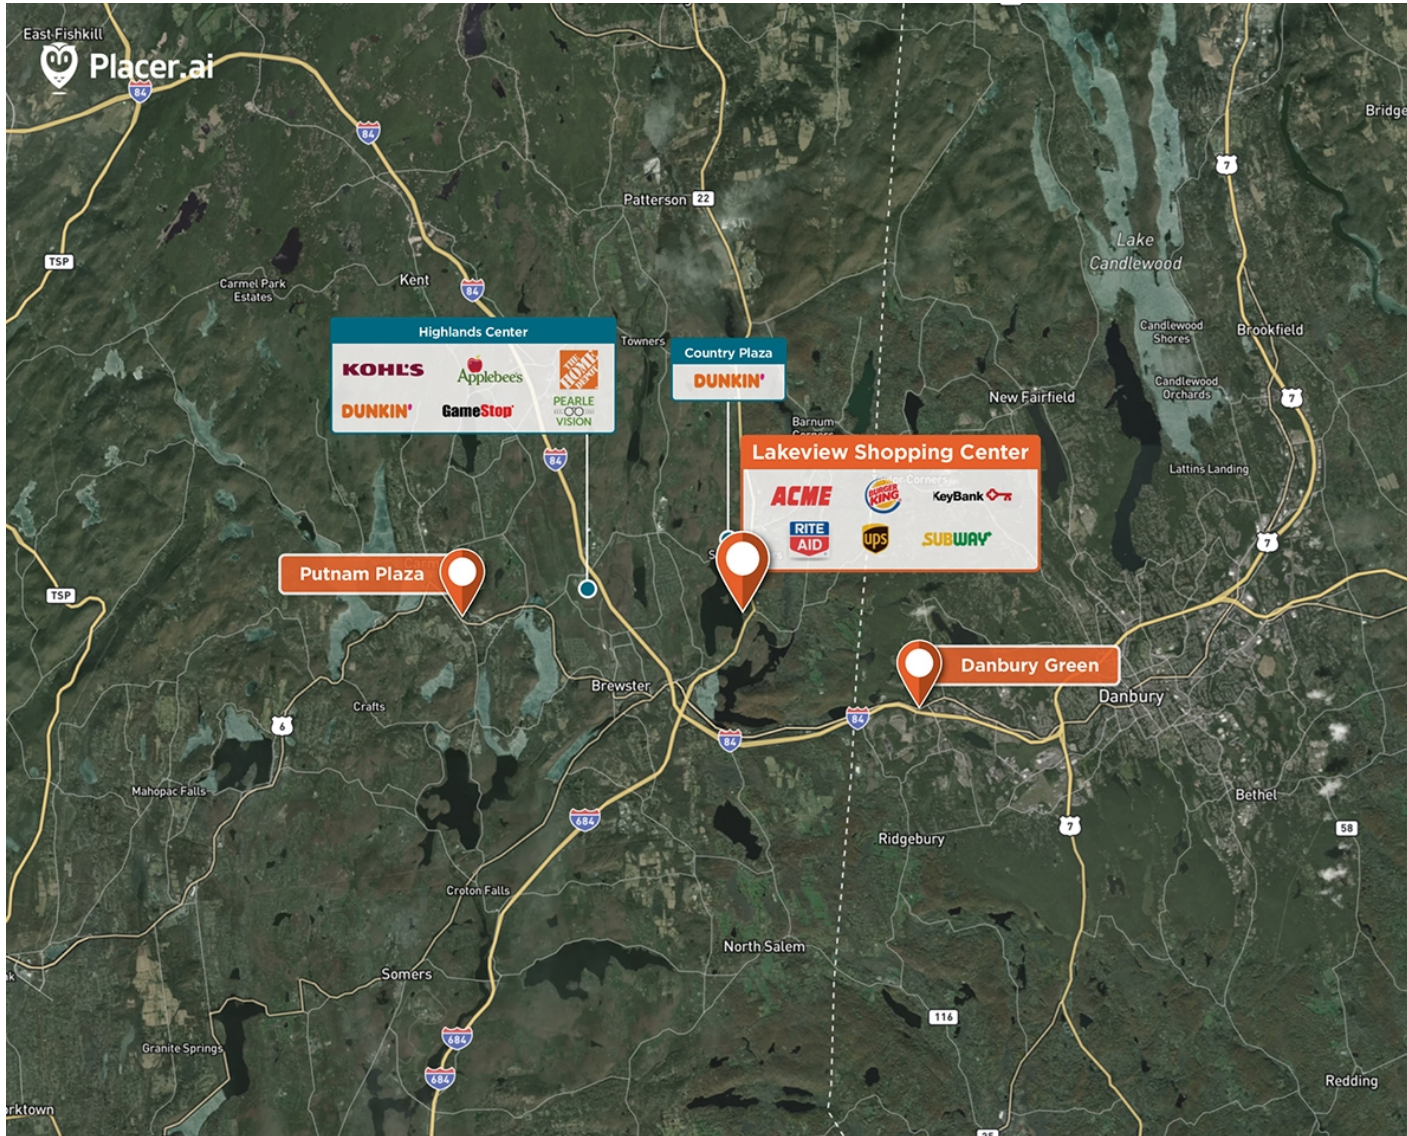 East Fishkill
Placer.ai
84
Bridge
84
7
Patterson
22
Lake
Candlewood
TSP
Carmel Park
Estates
Kent
84
Highlands Center
KOHL'S
Applebee's
THE HOME DEPOT
DUNKIN'
GameStop
PEARLE
VISION
Towners
Country Plaza
DUNKIN'
Candlewood
Shores
Brookfield
Candlewood
Orchards
7
New Fairfield
Barnum
Corners
84
Lakeview Shopping Center
Corners
ACME
BURGER
KING
KeyBank
RITE
AID
ups
SUBWAY
Lattins Landing
7
Putnam Plaza
TSP
Danbury Green
Brewster
Danbury
Crafts
6
84
84
Mahopac Falls
684
Bethel
7
58
Ridgebury
Croton Falls
North Salem
Somers
116
684
Granite Springs
684
Redding
rktown